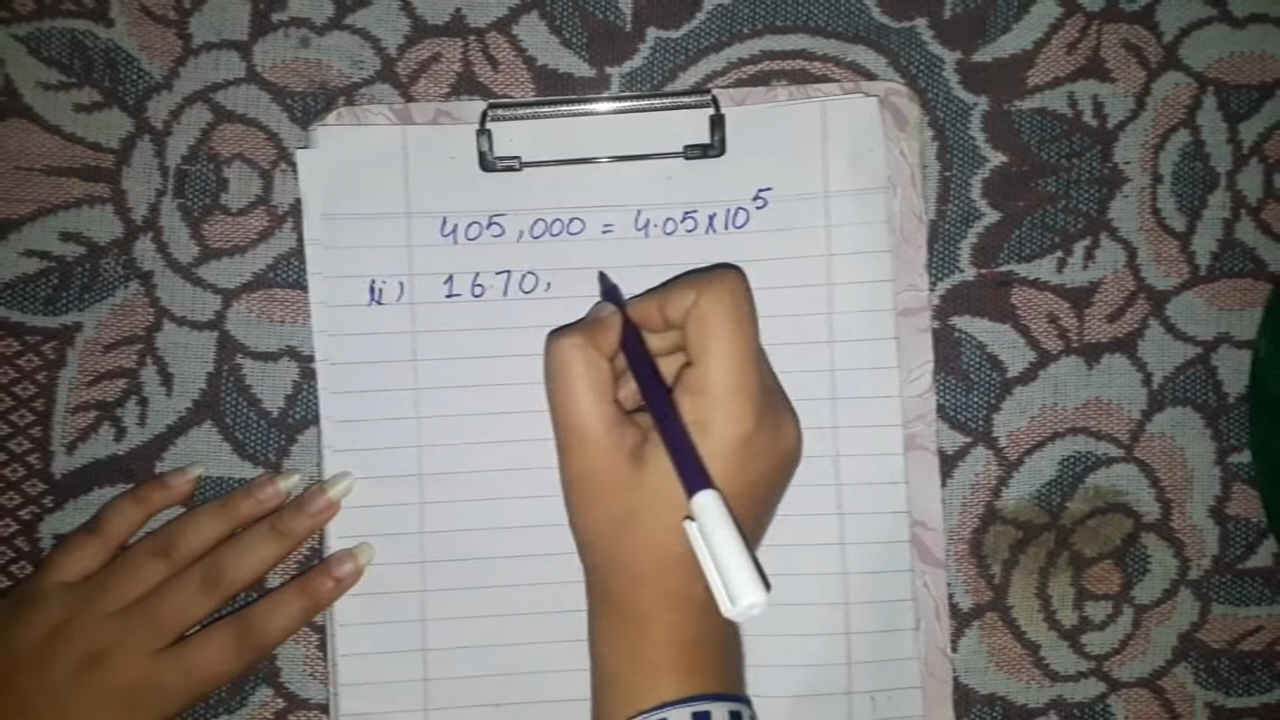 405,000 = 4.05x10⁵
ii) 1670,